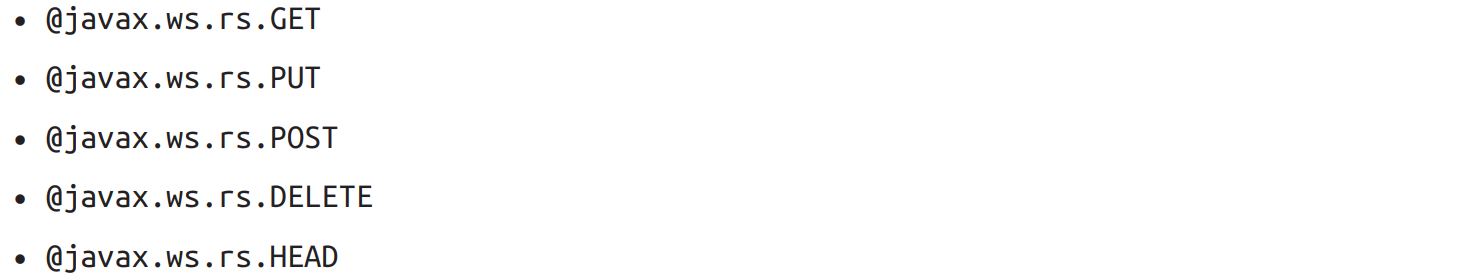 • @javax.ws.rs.GET
• @javax.ws.rs.PUT
• @javax.ws.rs.POST
• @javax.ws.rs.DELETE
• @javax.ws.rs.HEAD